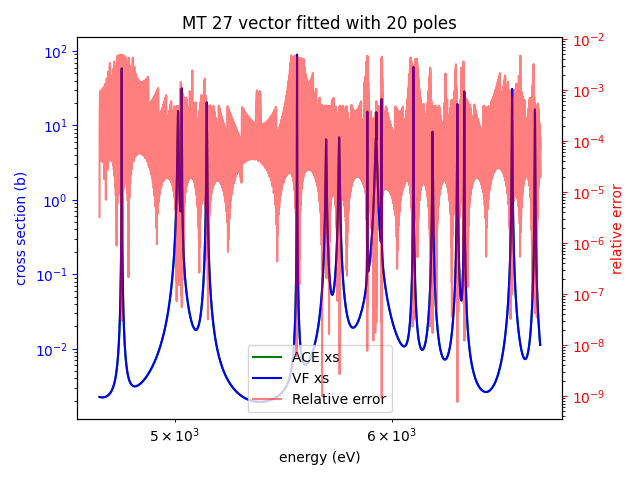 MT 27 vector fitted with 20 poles
10²
10¹
10⁰
10⁻¹
10⁻²
cross section (b)
10⁻²
10⁻³
10⁻⁴
10⁻⁵
10⁻⁶
10⁻⁷
10⁻⁸
10⁻⁹
relative error
ACE xs
VF xs
Relative error
5 × 10³
6 × 10³
energy (eV)